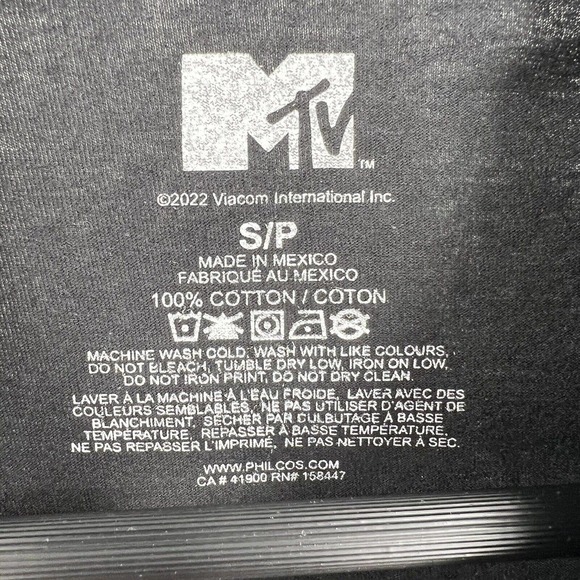 MTV
TM
©2022 Viacom International Inc.
S/P
MADE IN MEXICO
FABRIQUÉ AU MEXICO
100% COTTON / COTON
MACHINE WASH COLD, WASH WITH LIKE COLOURS,
DO NOT BLEACH, TUMBLE DRY LOW, IRON ON LOW,
DO NOT IRON PRINT, DO NOT DRY CLEAN.
LAVER À LA MACHINE À L'EAU FROIDE, LAVER AVEC DES
COULEURS SEMBLABLES, NE PAS UTILISER D'AGENT DE
BLANCHIMENT, SÉCHER PAR CULBUTAGE À BASSE
TEMPÉRATURE, REPASSER À BASSE TEMPÉRATURE,
NE PAS REPASSER L'IMPRIMÉ, NE PAS NETTOYER À SEC.
WWW.PHILCOS.COM
CA # 41900 RN# 158447